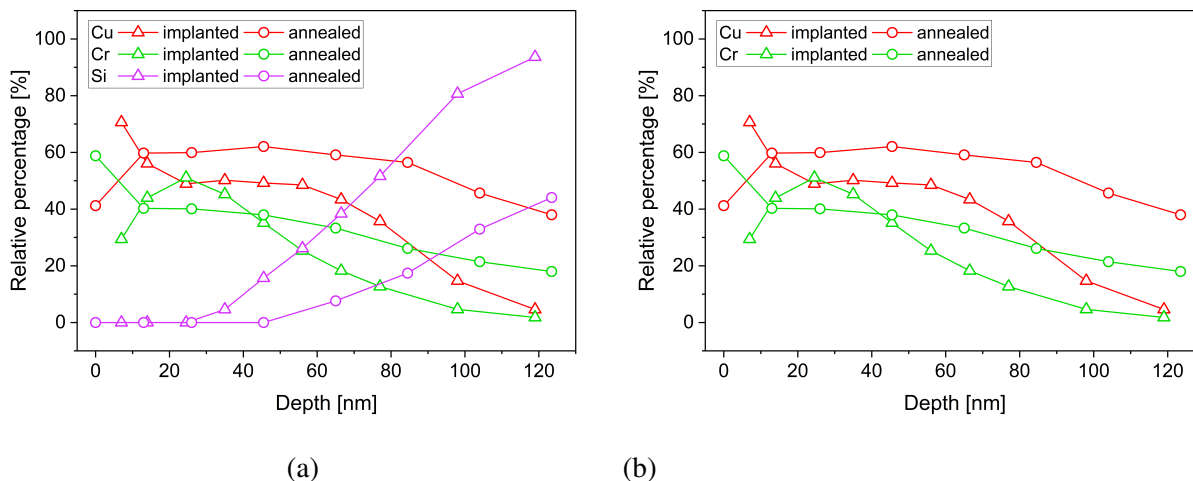 Cu implanted annealed
Cr implanted annealed
Si implanted annealed
Relative percentage [%]
100
80
60
40
20
0
0 20 40 60 80 100 120
Depth [nm]
(a)
Cu implanted annealed
Cr implanted annealed
Relative percentage [%]
100
80
60
40
20
0
0 20 40 60 80 100 120
Depth [nm]
(b)